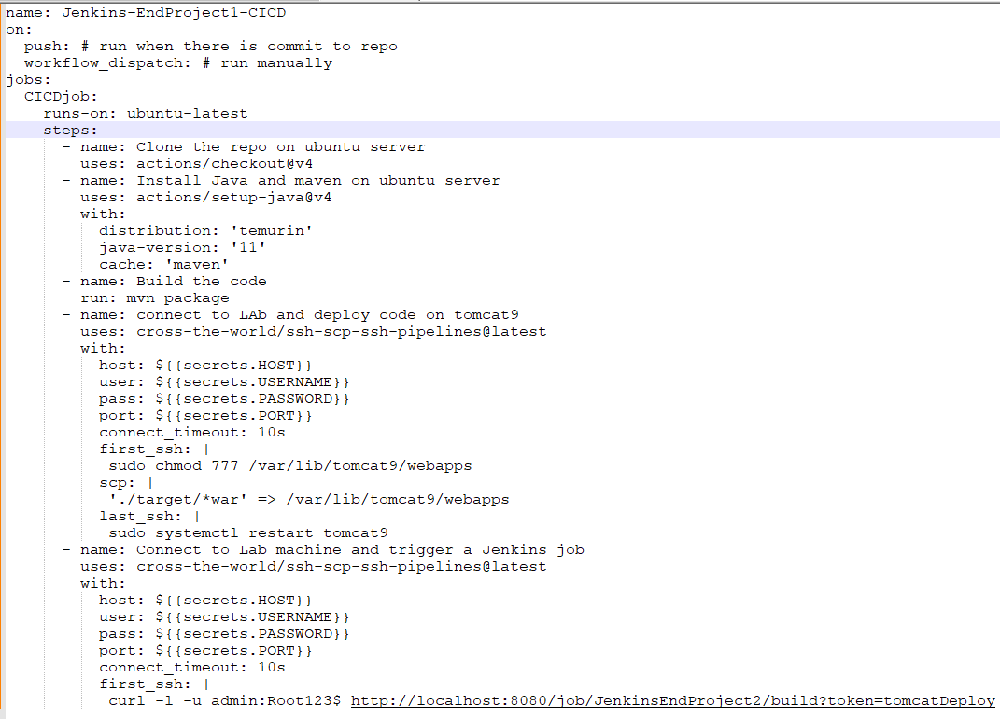 name: Jenkins-EndProject1-CICD
on:
  push: # run when there is commit to repo
  workflow_dispatch: # run manually
jobs:
  CICDjob:
    runs-on: ubuntu-latest
    steps:
      - name: Clone the repo on ubuntu server
        uses: actions/checkout@v4
      - name: Install Java and maven on ubuntu server
        uses: actions/setup-java@v4
        with:
          distribution: 'temurin'
          java-version: '11'
          cache: 'maven'
      - name: Build the code
        run: mvn package
      - name: connect to LAb and deploy code on tomcat9
        uses: cross-the-world/ssh-scp-ssh-pipelines@latest
        with:
          host: ${{secrets.HOST}}
          user: ${{secrets.USERNAME}}
          pass: ${{secrets.PASSWORD}}
          port: ${{secrets.PORT}}
          connect_timeout: 10s
          first_ssh: |
           sudo chmod 777 /var/lib/tomcat9/webapps
          scp: |
           './target/*war' => /var/lib/tomcat9/webapps
          last_ssh: |
           sudo systemctl restart tomcat9
      - name: Connect to Lab machine and trigger a Jenkins job
        uses: cross-the-world/ssh-scp-ssh-pipelines@latest
        with:
          host: ${{secrets.HOST}}
          user: ${{secrets.USERNAME}}
          pass: ${{secrets.PASSWORD}}
          port: ${{secrets.PORT}}
          connect_timeout: 10s
          first_ssh: |
           curl -l -u admin:Root123$ http://localhost:8080/job/JenkinsEndProject2/build?token=tomcatDeploy